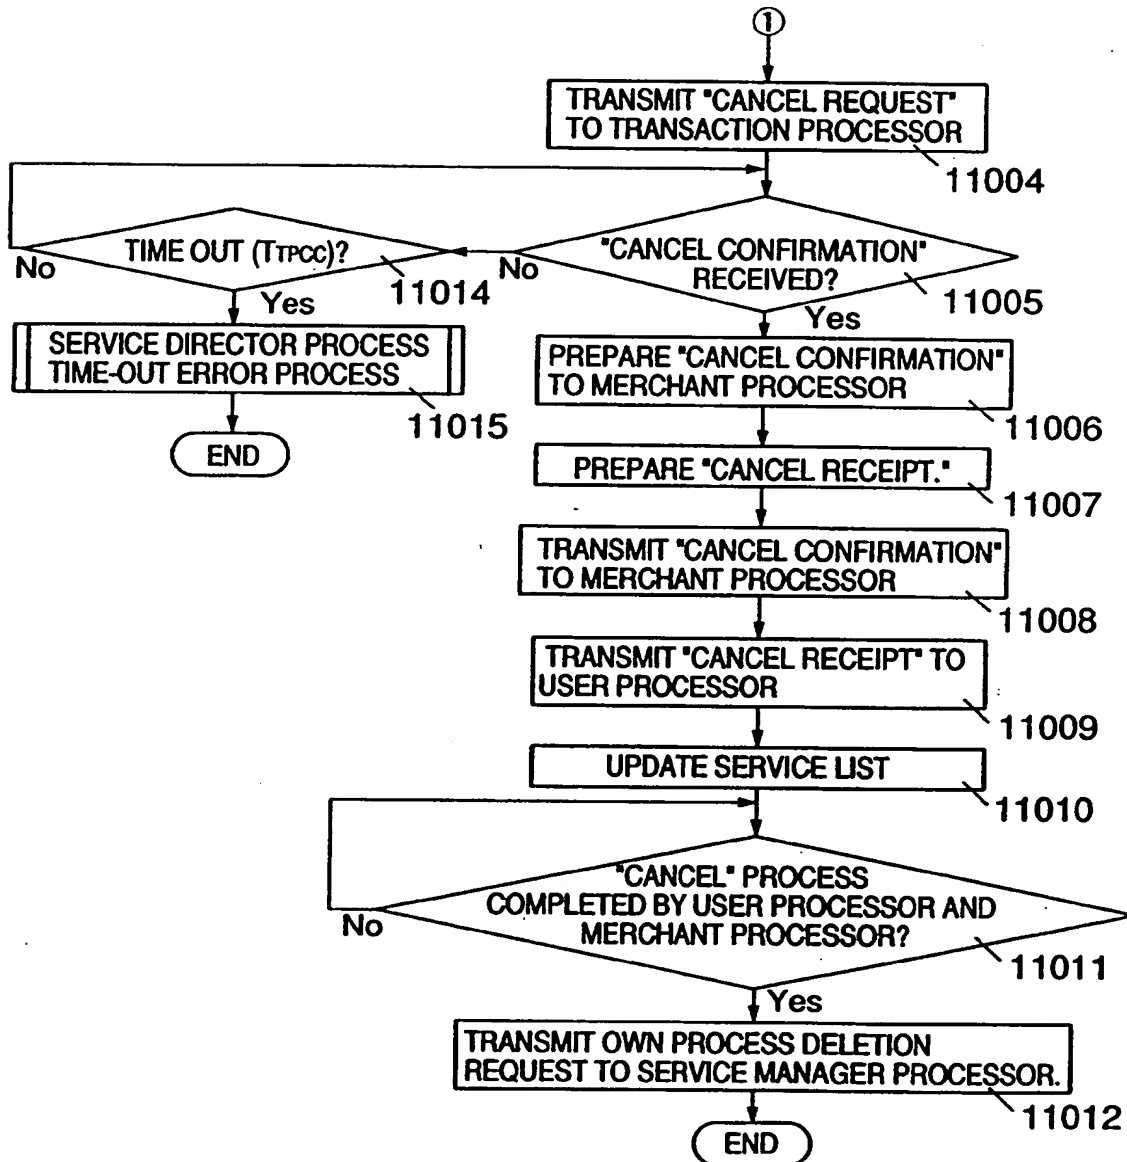 1
TRANSMIT "CANCEL REQUEST"
TO TRANSACTION PROCESSOR
11004
"CANCEL CONFIRMATION"
RECEIVED?
11005
No
Yes
TIME OUT (TTPCC)?
11014
No
Yes
SERVICE DIRECTOR PROCESS
TIME-OUT ERROR PROCESS
11015
END
PREPARE "CANCEL CONFIRMATION"
TO MERCHANT PROCESSOR
11006
PREPARE "CANCEL RECEIPT."
11007
TRANSMIT "CANCEL CONFIRMATION"
TO MERCHANT PROCESSOR
11008
TRANSMIT "CANCEL RECEIPT" TO
USER PROCESSOR
11009
UPDATE SERVICE LIST
11010
"CANCEL" PROCESS
COMPLETED BY USER PROCESSOR AND
MERCHANT PROCESSOR?
11011
No
Yes
TRANSMIT OWN PROCESS DELETION
REQUEST TO SERVICE MANAGER PROCESSOR.
11012
END